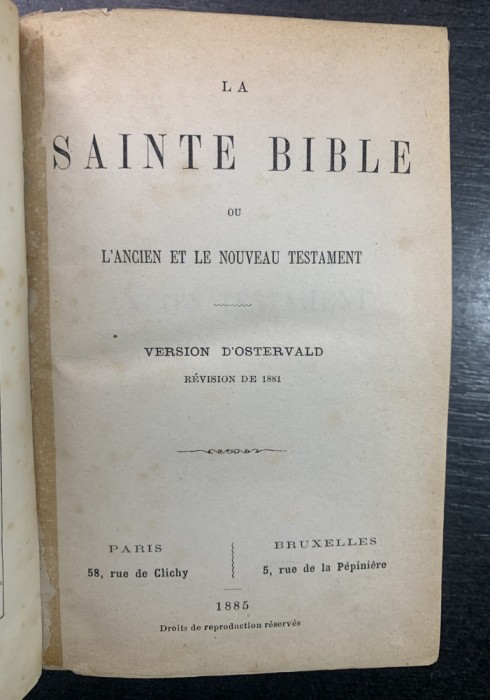 LA
SAINTE BIBLE
OU
L'ANCIEN ET LE NOUVEAU TESTAMENT
VERSION D'OSTERVALD
RÉVISION DE 1881
PARIS
58, rue de Clichy
BRUXELLES
5, rue de la Pépinière
1885
Droits de reproduction réservés